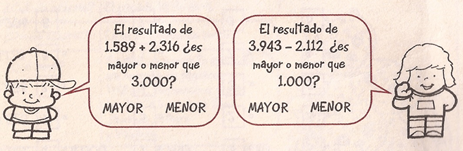 El resultado de
1.589 + 2.316 ¿es
mayor o menor que
3.000?
MAYOR MENOR
El resultado de
3.943 – 2.112 ¿es
mayor o menor que
1.000?
MAYOR MENOR